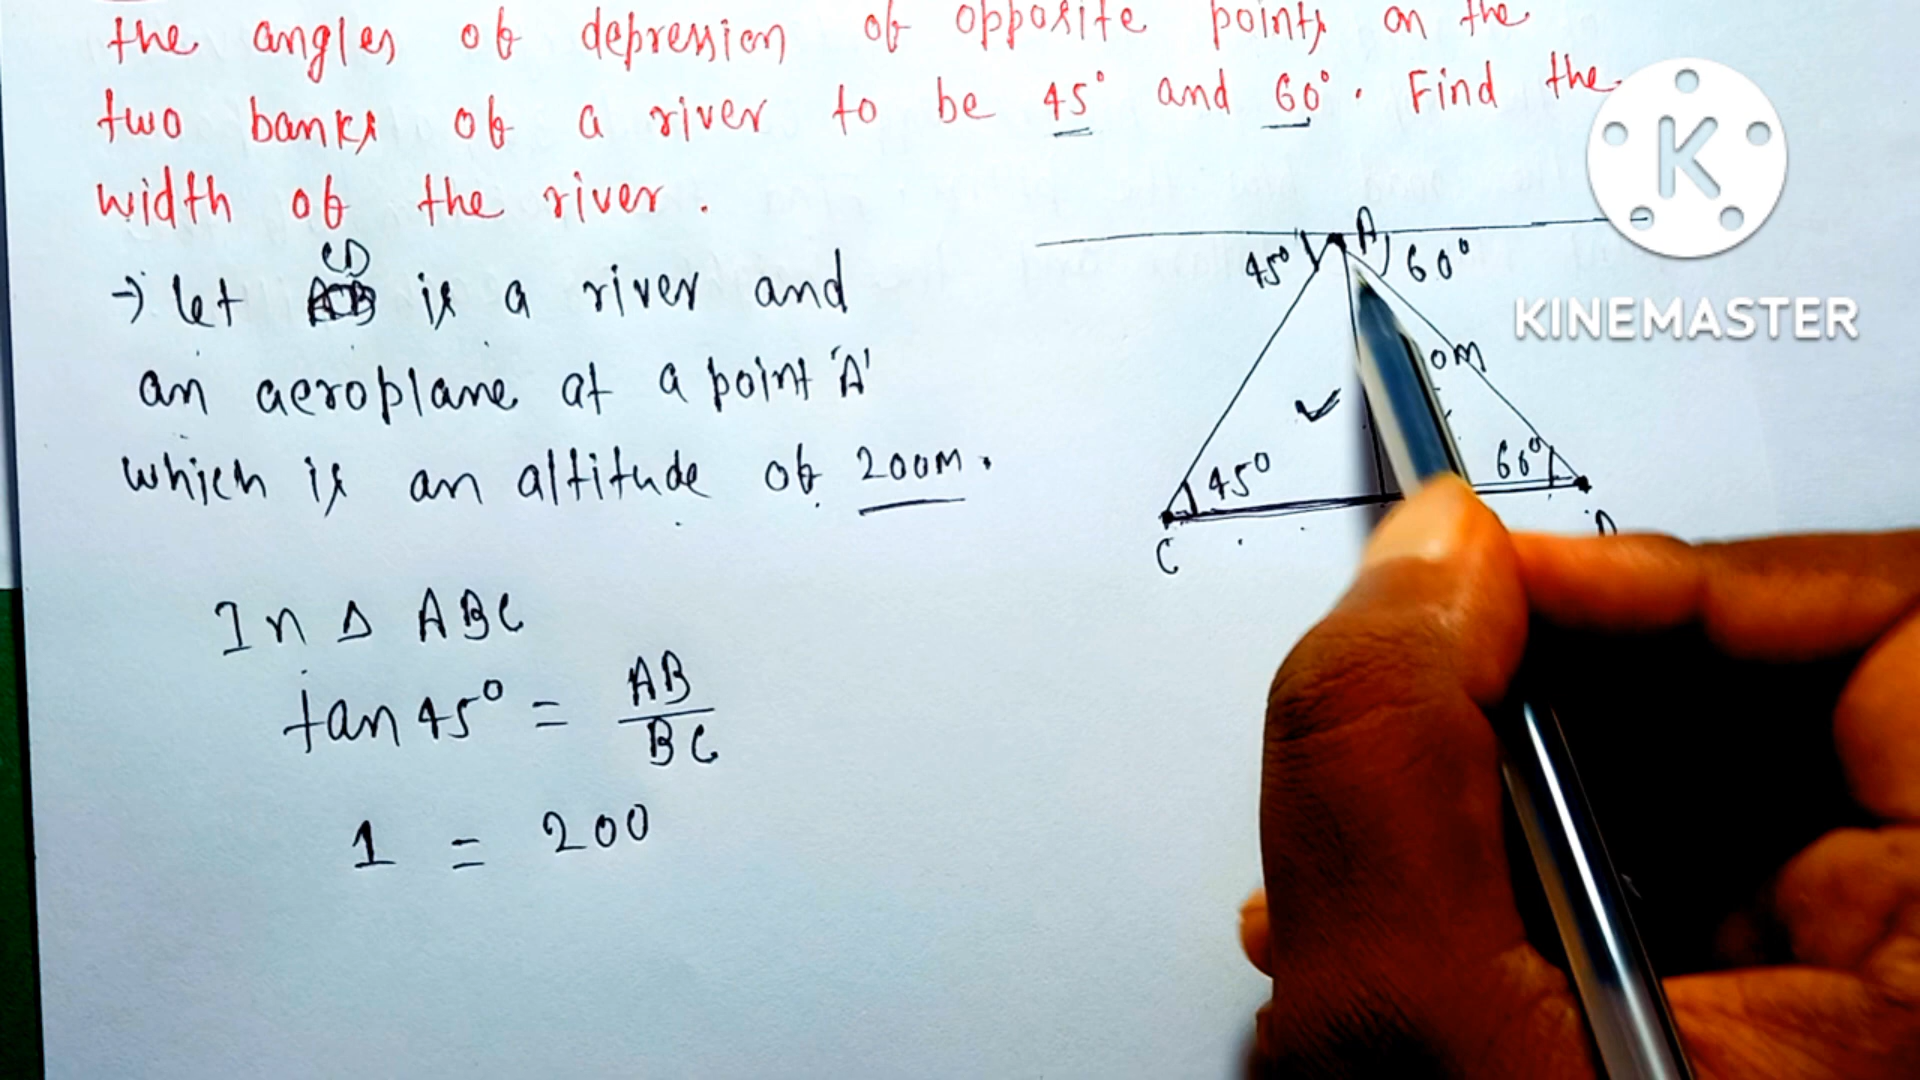 the angles of depression of opposite points on the
two banks of a river to be 45° and 60°. Find the
width of the river.
CD
→ let is a river and
an aeroplane at a point 'A'
which is an altitude of 200m.
In Δ ABC
tan 45° = AB / BC
1 = 200
A
45° 60°
0m
45° 60°
C D
K
KINEMASTER